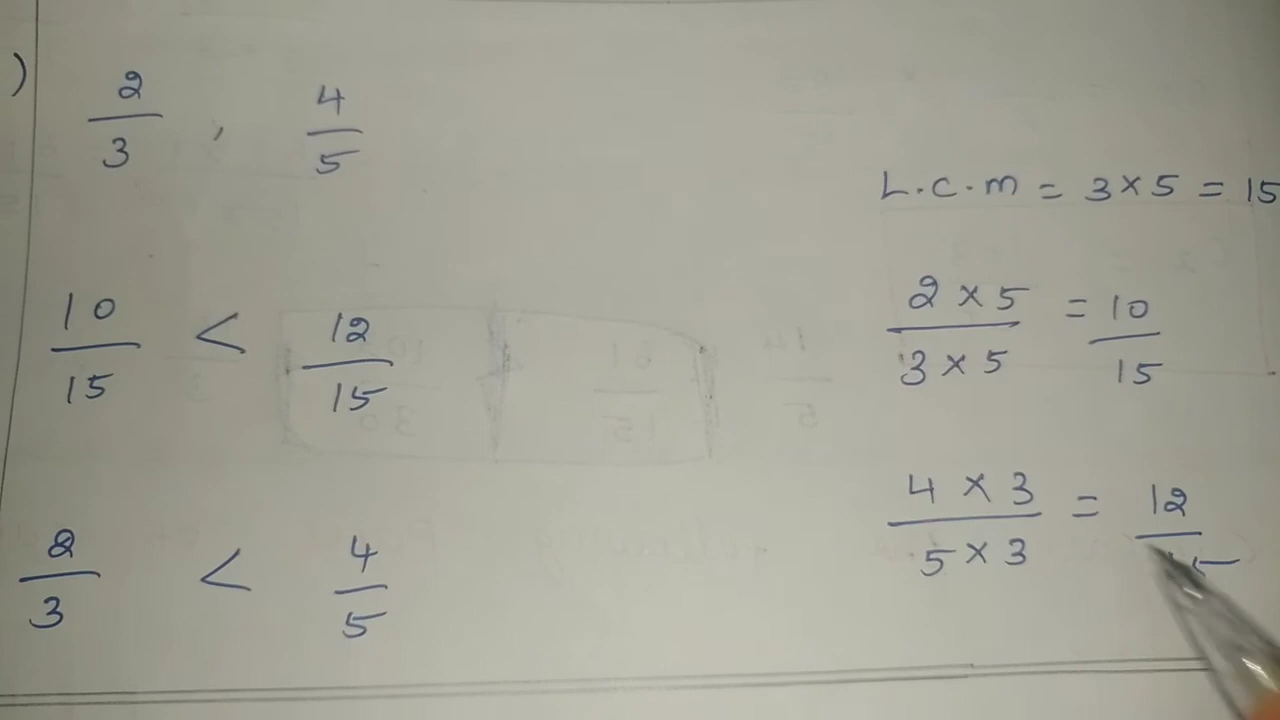 ) 2/3 , 4/5
L.C.M = 3 × 5 = 15
10/15 < 12/15
2 × 5 / 3 × 5 = 10/15
4 × 3 / 5 × 3 = 12/15
2/3 < 4/5